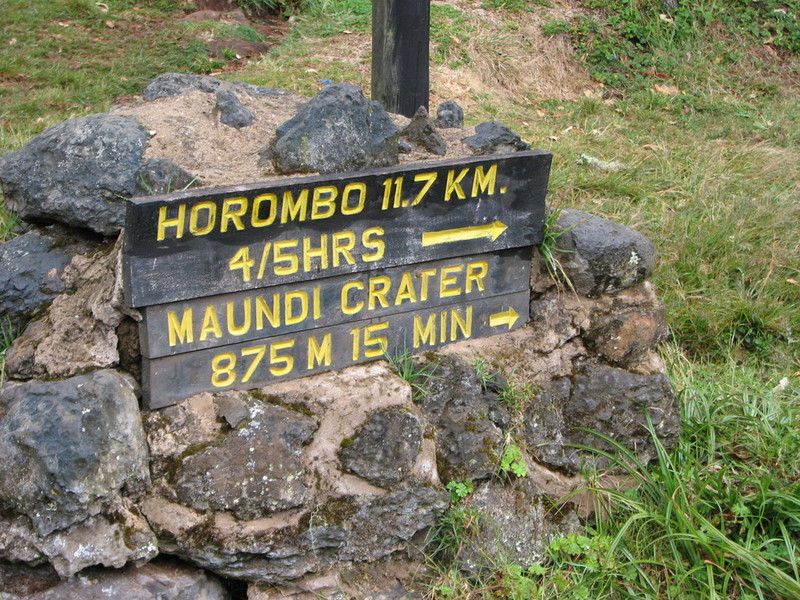 HOROMBO 11.7 KM.
4/5HRS
MAUNDI CRATER
875M 15 MIN